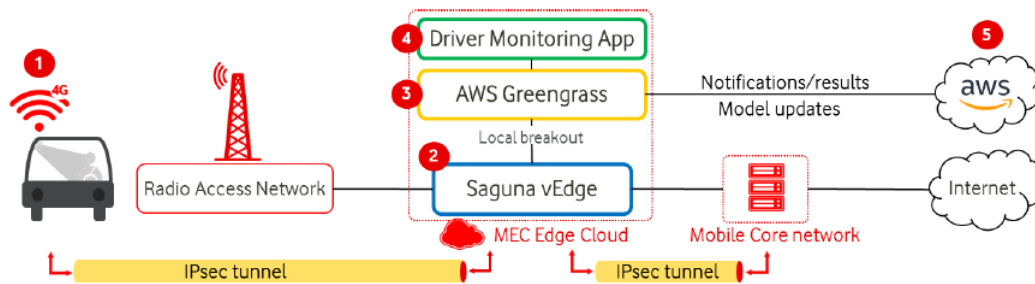 1
4G
Radio Access Network
4
Driver Monitoring App
3
AWS Greengrass
Local breakout
2
Saguna vEdge
MEC Edge Cloud
Notifications/results
Model updates
5
aws
Mobile Core network
Internet
IPsec tunnel
IPsec tunnel